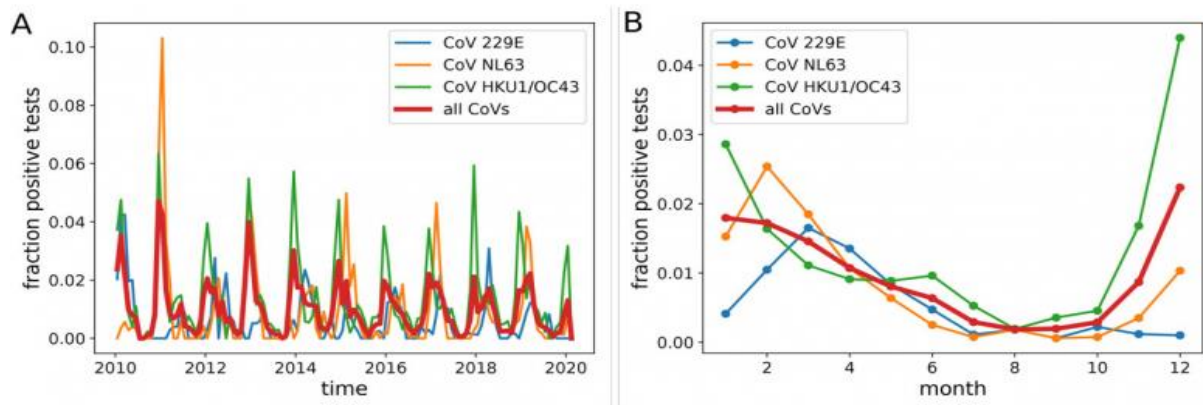 A
fraction positive tests
0.10
0.08
0.06
0.04
0.02
0.00
CoV 229E
CoV NL63
CoV HKU1/OC43
all CoVs
2010 2012 2014 2016 2018 2020
time
B
fraction positive tests
0.04
0.03
0.02
0.01
0.00
CoV 229E
CoV NL63
CoV HKU1/OC43
all CoVs
2 4 6 8 10 12
month